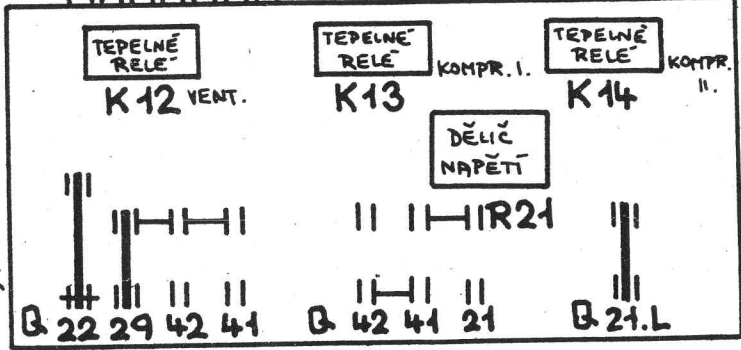 TEPELNÉ
RELÉ
K12 VENT.
TEPELNÉ
RELÉ
KOMPR. I.
K13
TEPELNÉ
RELÉ
KOMPR.
II.
K14
DĚLIČ
NAPĚTÍ
R21
Q 22 29 42 41
Q 42 41 21
Q 21.L